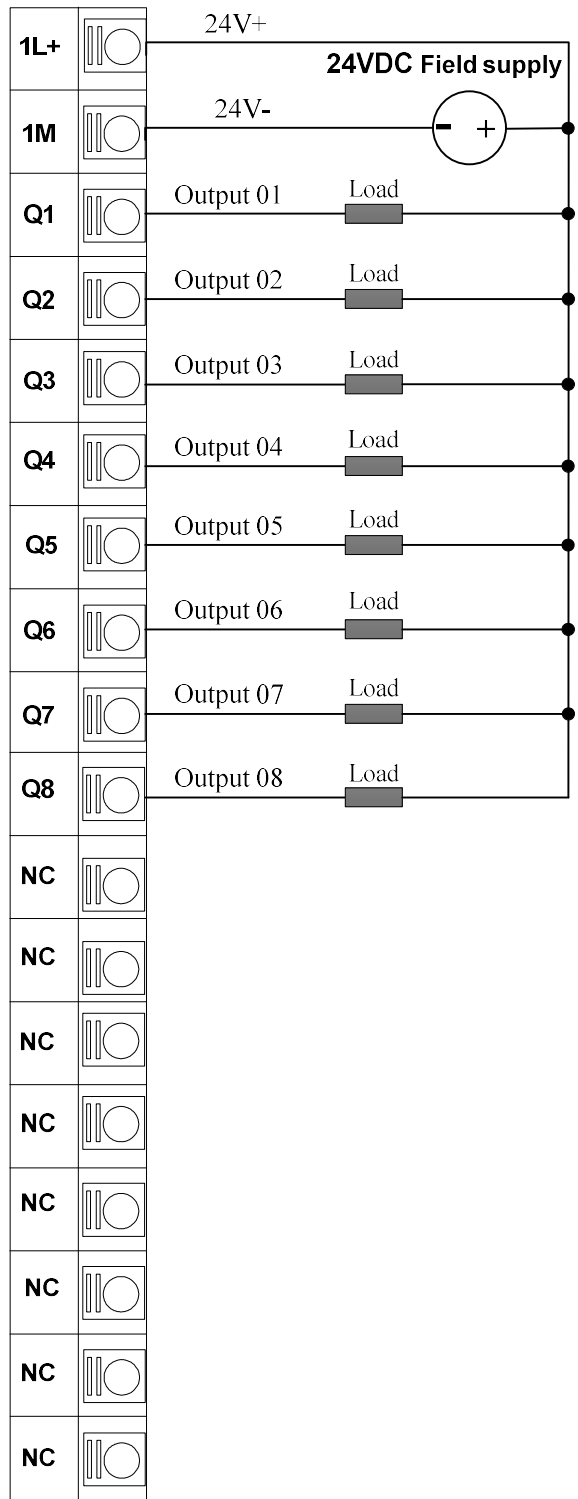 1L+ 24V+
24VDC Field supply
1M 24V-
- +
Q1 Output 01 Load
Q2 Output 02 Load
Q3 Output 03 Load
Q4 Output 04 Load
Q5 Output 05 Load
Q6 Output 06 Load
Q7 Output 07 Load
Q8 Output 08 Load
NC
NC
NC
NC
NC
NC
NC
NC